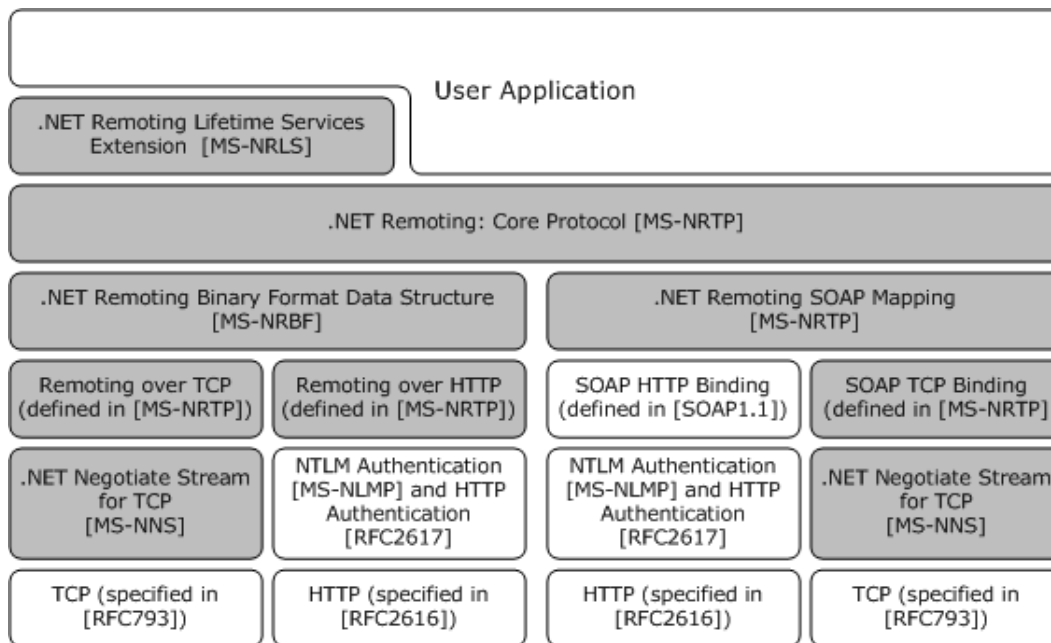 User Application
.NET Remoting Lifetime Services
Extension [MS-NRLS]
.NET Remoting: Core Protocol [MS-NRTP]
.NET Remoting Binary Format Data Structure
[MS-NRBF]
.NET Remoting SOAP Mapping
[MS-NRTP]
Remoting over TCP
(defined in [MS-NRTP])
Remoting over HTTP
(defined in [MS-NRTP])
SOAP HTTP Binding
(defined in [SOAP1.1])
SOAP TCP Binding
(defined in [MS-NRTP]
.NET Negotiate Stream
for TCP
[MS-NNS]
NTLM Authentication
[MS-NLMP] and HTTP
Authentication
[RFC2617]
NTLM Authentication
[MS-NLMP] and HTTP
Authentication
[RFC2617]
.NET Negotiate Stream
for TCP
[MS-NNS]
TCP (specified in
[RFC793])
HTTP (specified in
[RFC2616])
HTTP (specified in
[RFC2616])
TCP (specified in
[RFC793])